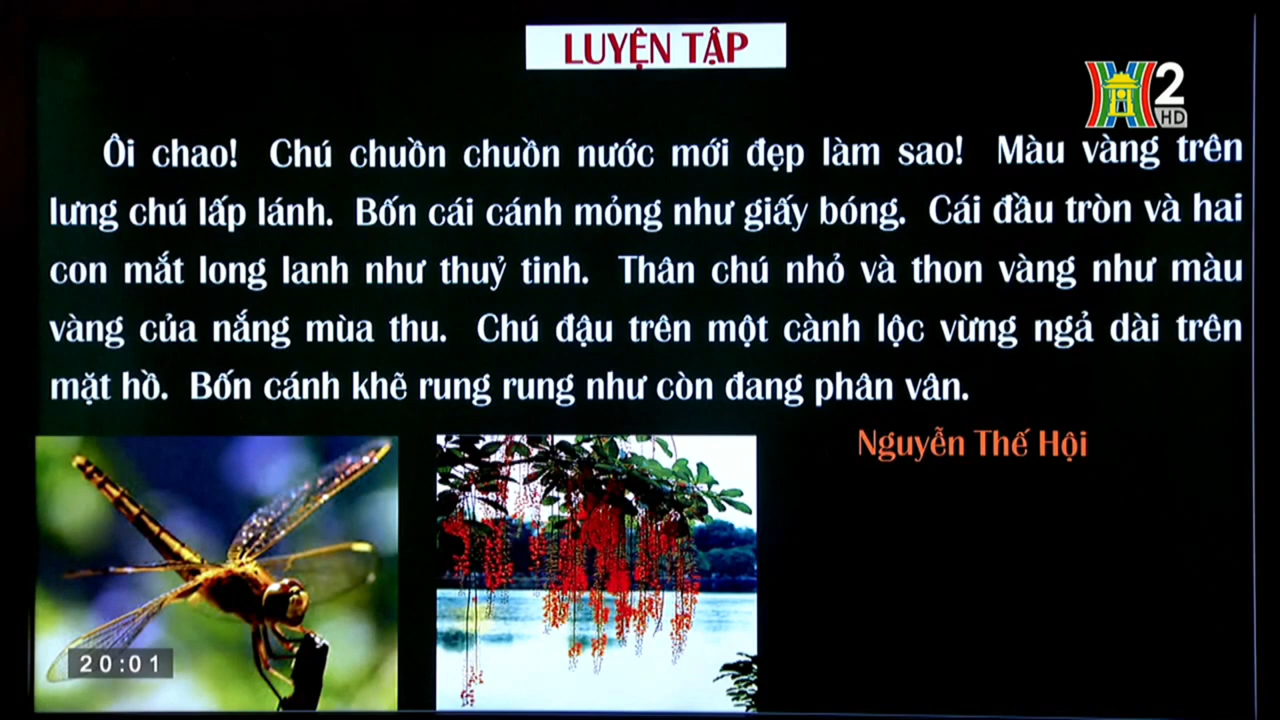 LUYỆN TẬP
2
HD
Ôi chao! Chú chuồn chuồn nước mới đẹp làm sao! Màu vàng trên
lưng chú lấp lánh. Bốn cái cánh mỏng như giấy bóng. Cái đầu tròn và hai
con mắt long lanh như thuỷ tinh. Thân chú nhỏ và thon vàng như màu
vàng của nắng mùa thu. Chú đậu trên một cành lộc vừng ngả dài trên
mặt hồ. Bốn cánh khẽ rung rung như còn đang phân vân.
Nguyễn Thế Hội
20:01